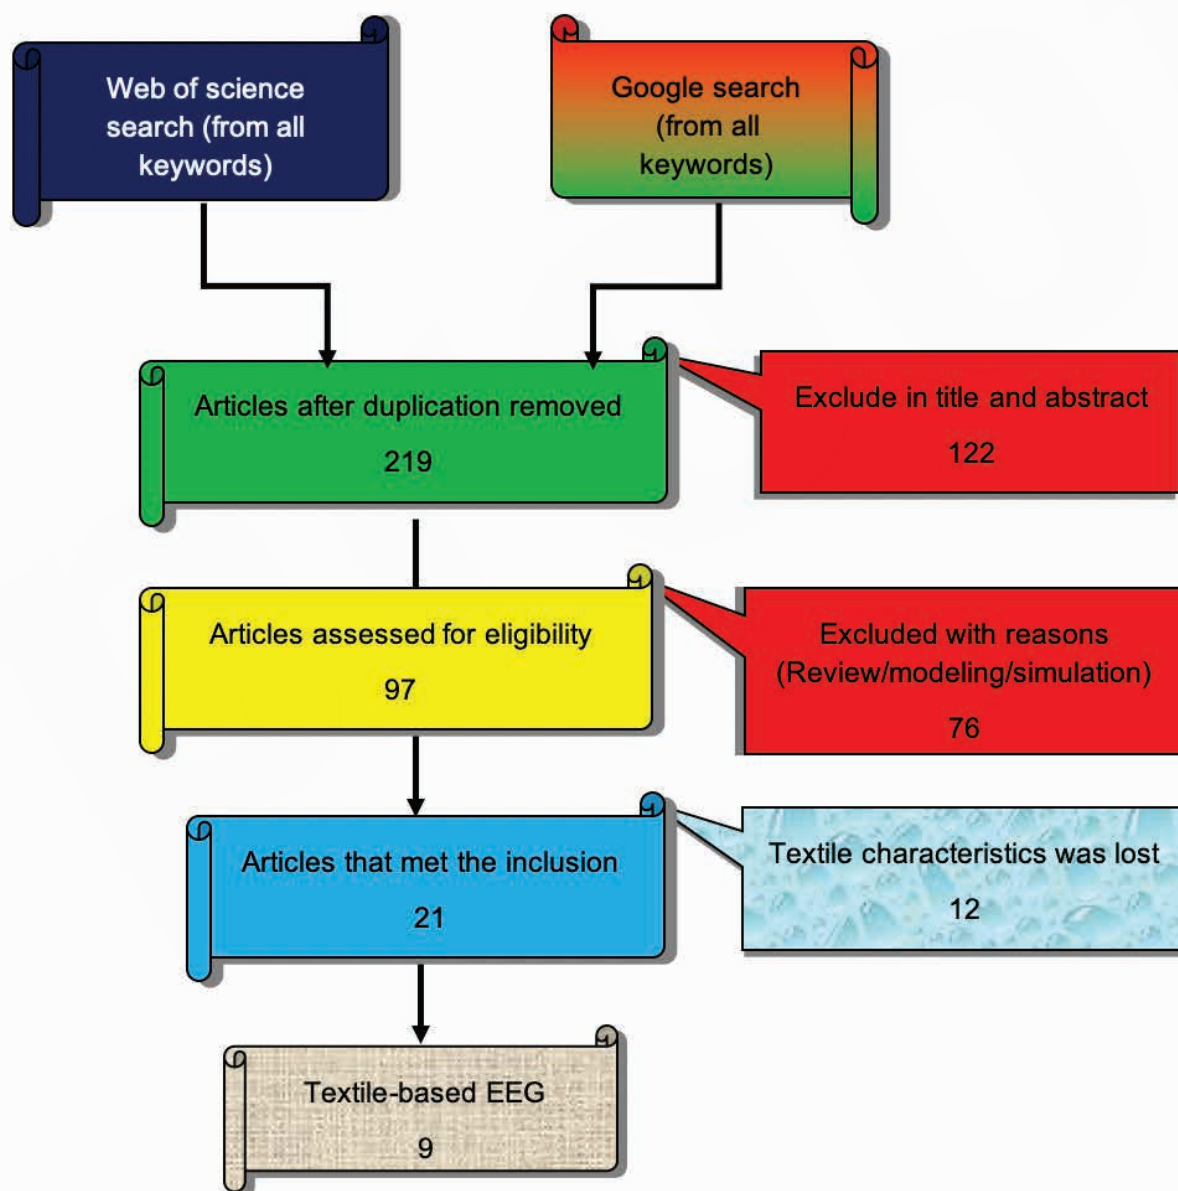 Web of science
search (from all
keywords)
Google search
(from all
keywords)
Articles after duplication removed
219
Exclude in title and abstract
122
Articles assessed for eligibility
97
Excluded with reasons
(Review/modeling/simulation)
76
Articles that met the inclusion
21
Textile characteristics was lost
12
Textile-based EEG
9